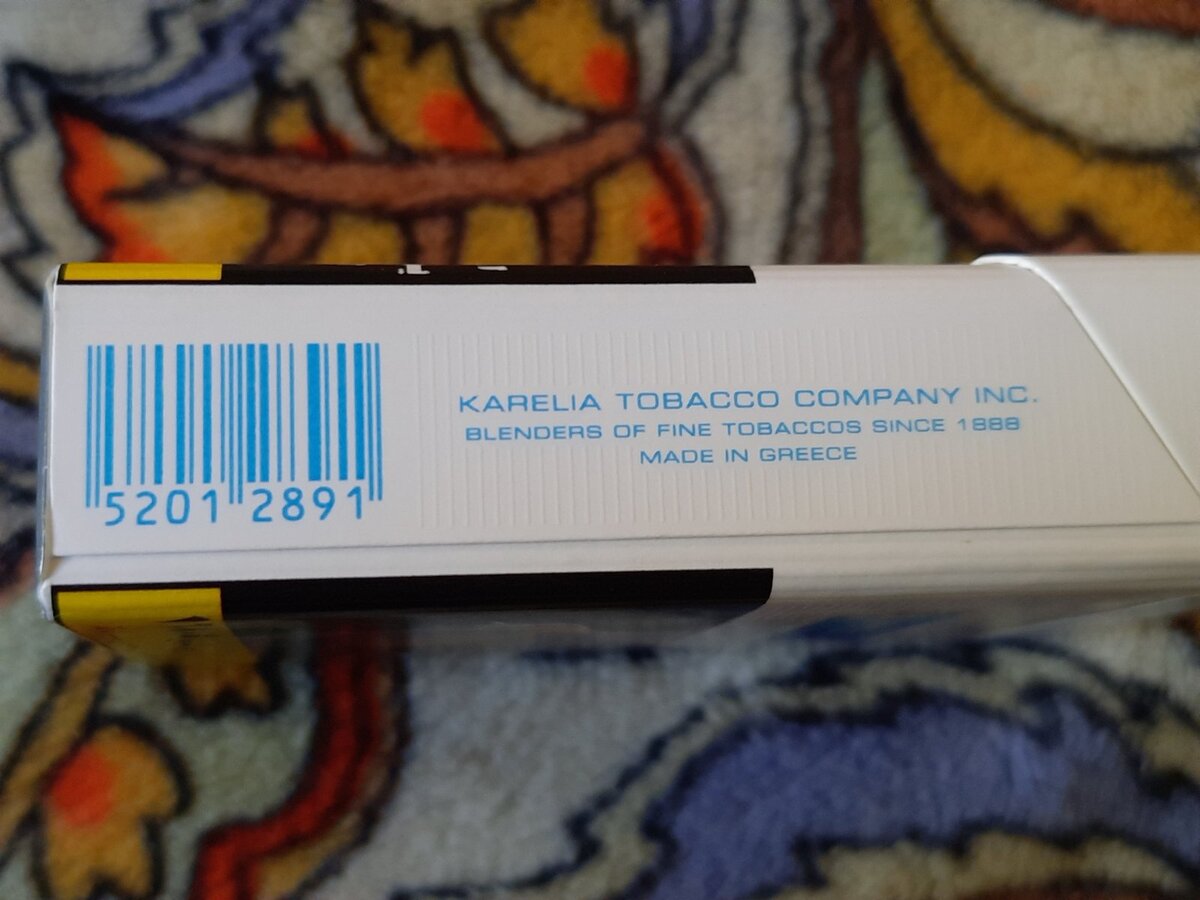 KARELIA TOBACCO COMPANY INC.
BLENDERS OF FINE TOBACCOS SINCE 1888
MADE IN GREECE
5201 2891